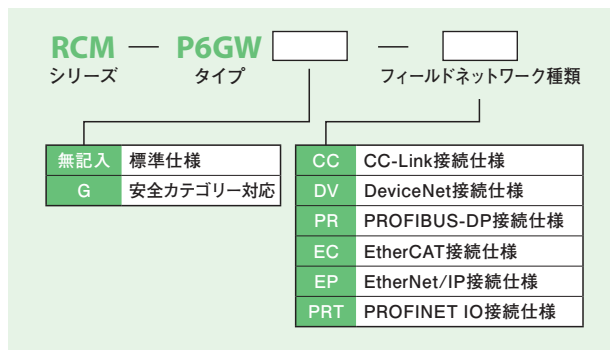 RCM — P6GW —
シリーズ タイプ フィールドネットワーク種類
無記入 標準仕様
G 安全カテゴリー対応
CC CC-Link接続仕様
DV DeviceNet接続仕様
PR PROFIBUS-DP接続仕様
EC EtherCAT接続仕様
EP EtherNet/IP接続仕様
PRT PROFINET IO接続仕様